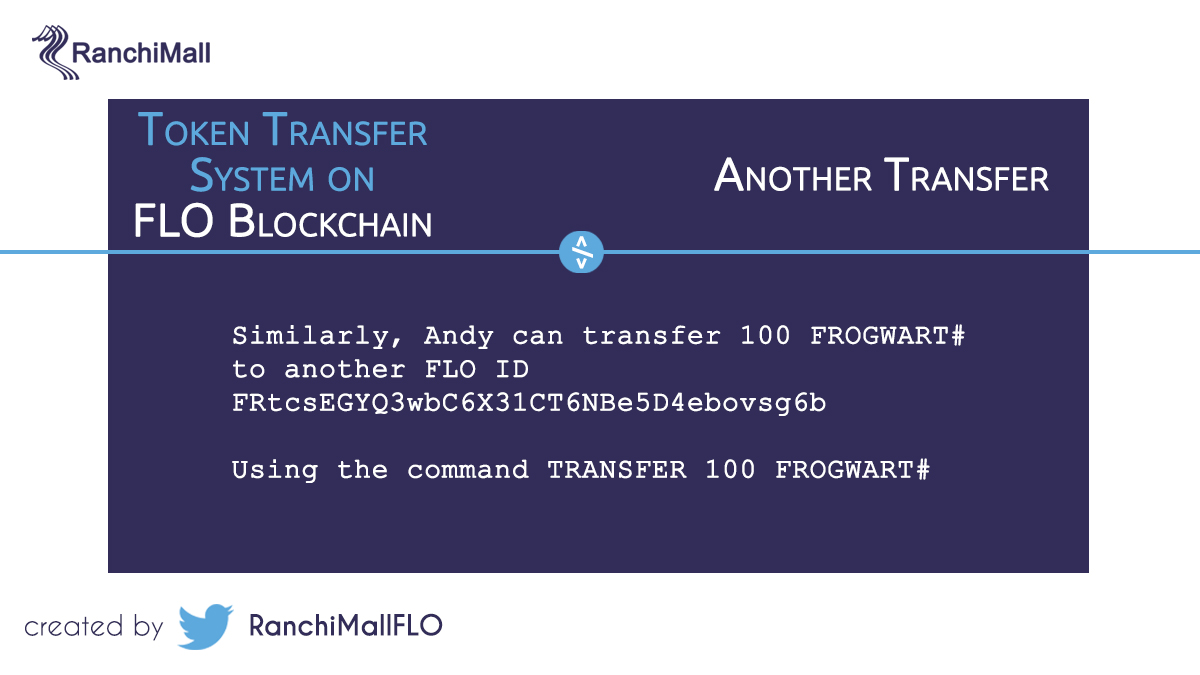 RanchiMall
Token Transfer
System on
FLO Blockchain
Another Transfer
Similarly, Andy can transfer 100 FROGWART#
to another FLO ID
FRtcsEGYQ3wbC6X31CT6NBe5D4ebovsg6b
Using the command TRANSFER 100 FROGWART#
created by RanchiMallFLO